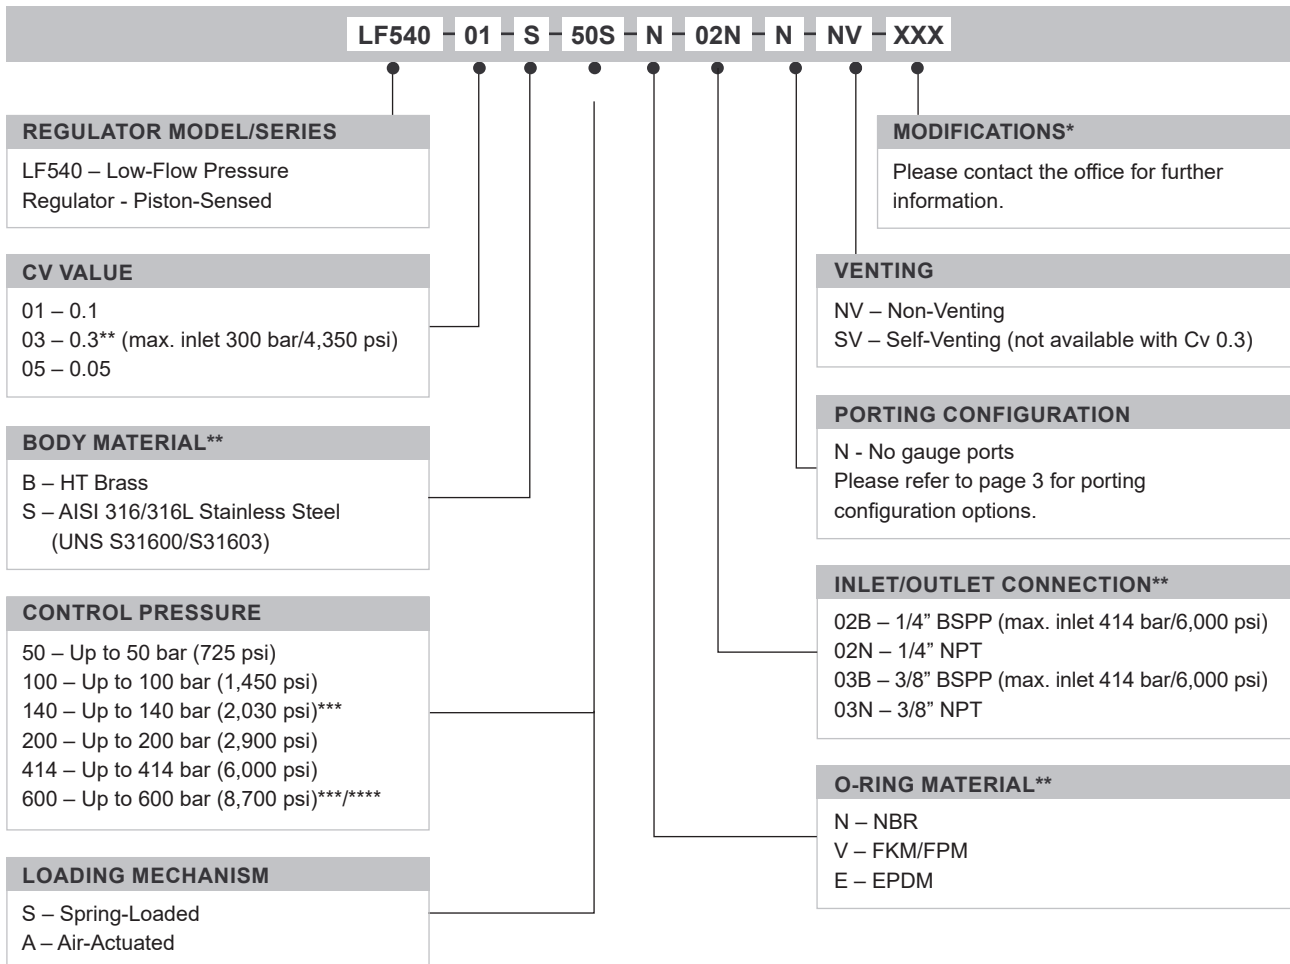 LF540 01 S 50S N 02N N NV XXX
REGULATOR MODEL/SERIES
LF540 – Low-Flow Pressure
Regulator - Piston-Sensed
CV VALUE
01 – 0.1
03 – 0.3** (max. inlet 300 bar/4,350 psi)
05 – 0.05
BODY MATERIAL**
B – HT Brass
S – AISI 316/316L Stainless Steel
(UNS S31600/S31603)
CONTROL PRESSURE
50 – Up to 50 bar (725 psi)
100 – Up to 100 bar (1,450 psi)
140 – Up to 140 bar (2,030 psi)***
200 – Up to 200 bar (2,900 psi)
414 – Up to 414 bar (6,000 psi)
600 – Up to 600 bar (8,700 psi)***/****
LOADING MECHANISM
S – Spring-Loaded
A – Air-Actuated
MODIFICATIONS*
Please contact the office for further
information.
VENTING
NV – Non-Venting
SV – Self-Venting (not available with Cv 0.3)
PORTING CONFIGURATION
N - No gauge ports
Please refer to page 3 for porting
configuration options.
INLET/OUTLET CONNECTION**
02B – 1/4” BSPP (max. inlet 414 bar/6,000 psi)
02N – 1/4” NPT
03B – 3/8” BSPP (max. inlet 414 bar/6,000 psi)
03N – 3/8” NPT
O-RING MATERIAL**
N – NBR
V – FKM/FPM
E – EPDM